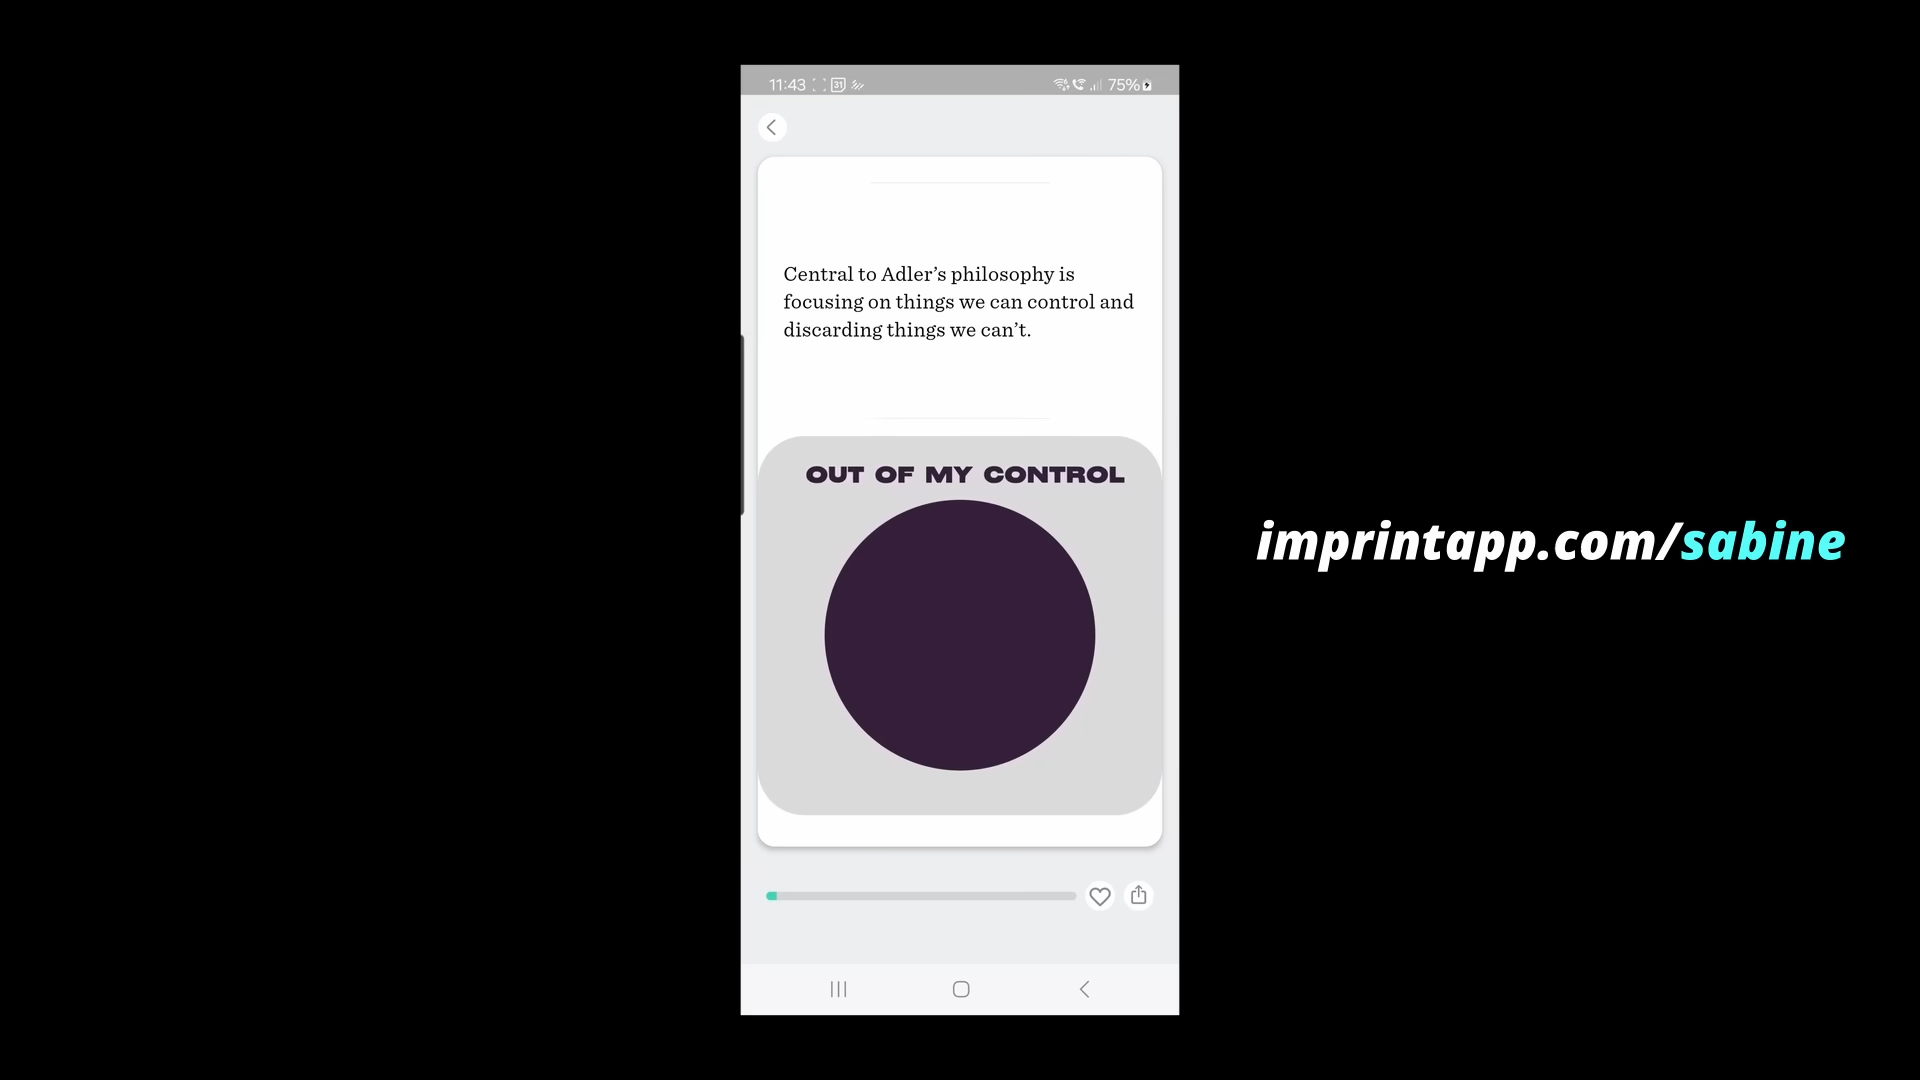 11:43
31
75%
Central to Adler’s philosophy is
focusing on things we can control and
discarding things we can’t.
OUT OF MY CONTROL
imprintapp.com/sabine